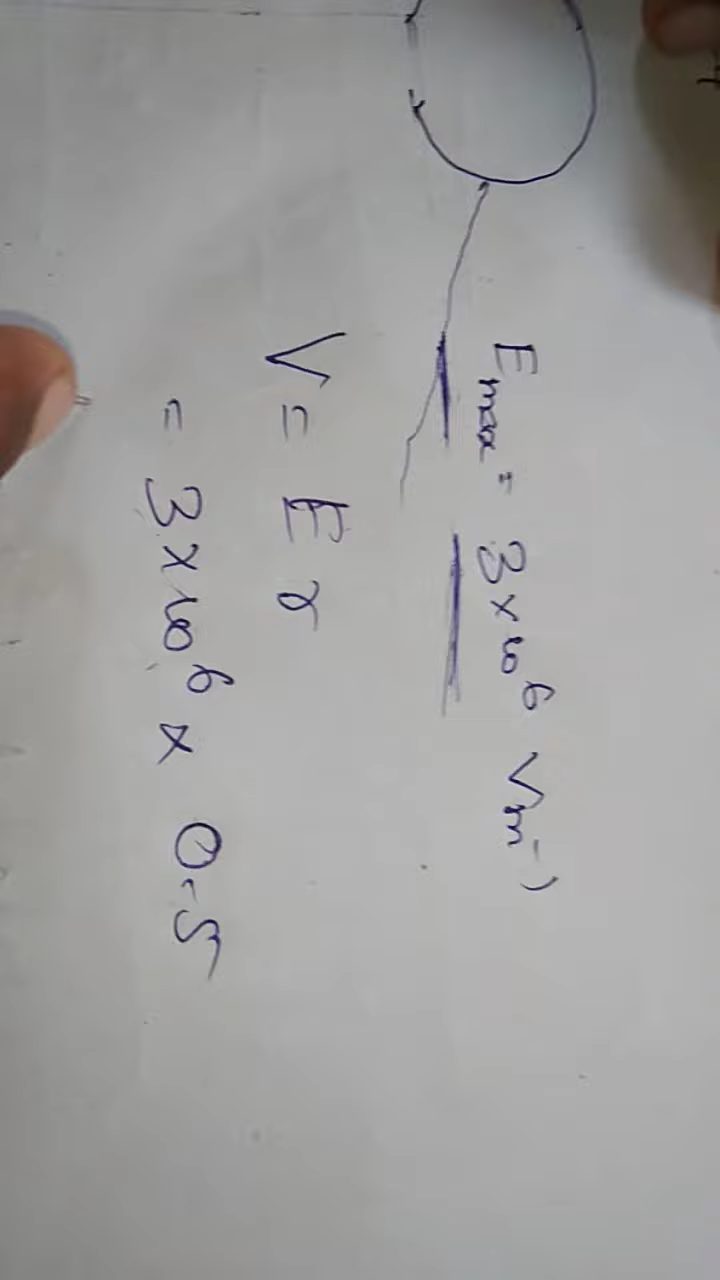 Emax = 3×10⁶ Vm⁻¹
V = E r
= 3×10⁶ × 0.5